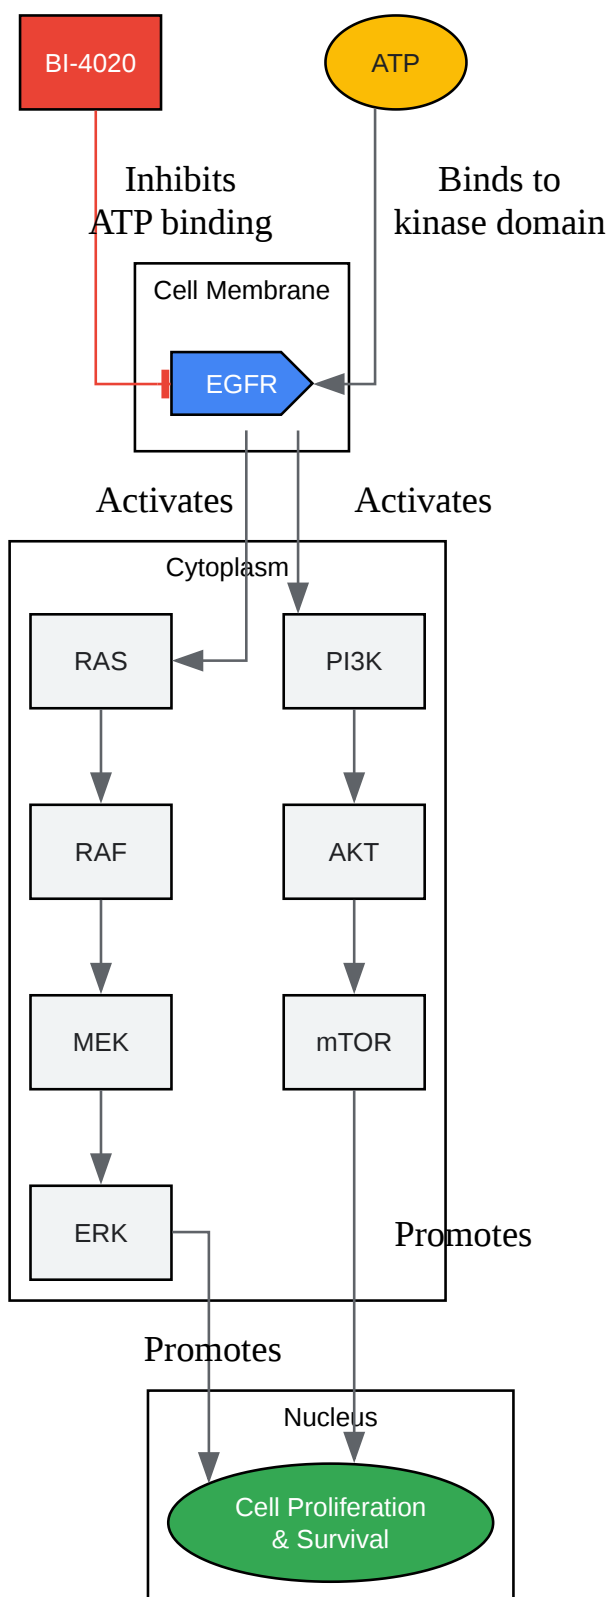 BI-4020
ATP
Inhibits
ATP binding
Binds to
kinase domain
Cell Membrane
EGFR
Activates
Activates
Cytoplasm
RAS
PI3K
RAF
AKT
MEK
mTOR
ERK
Promotes
Promotes
Nucleus
Cell Proliferation
& Survival